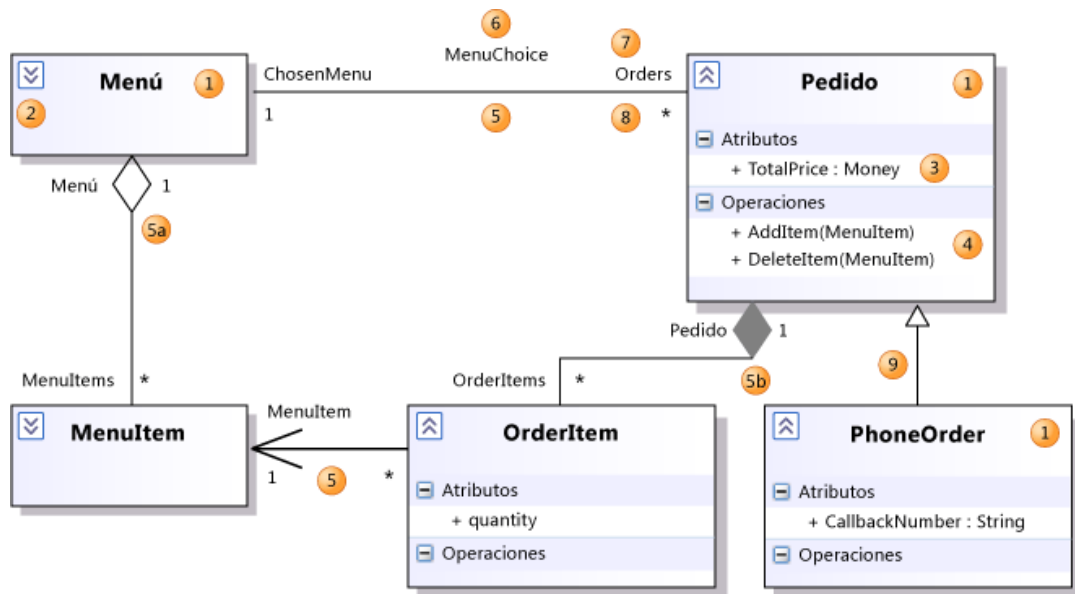 6
MenuChoice
7
Menú
1
2
ChosenMenu
1
5
Orders
8
*
Pedido
1
Atributos
+ TotalPrice : Money
3
Operaciones
+ AddItem(MenuItem)
+ DeleteItem(MenuItem)
4
Menú
1
5a
MenuItems
*
Pedido
1
5b
OrderItems
*
9
MenuItem
MenuItem
1
5
*
OrderItem
Atributos
+ quantity
Operaciones
PhoneOrder
1
Atributos
+ CallbackNumber : String
Operaciones